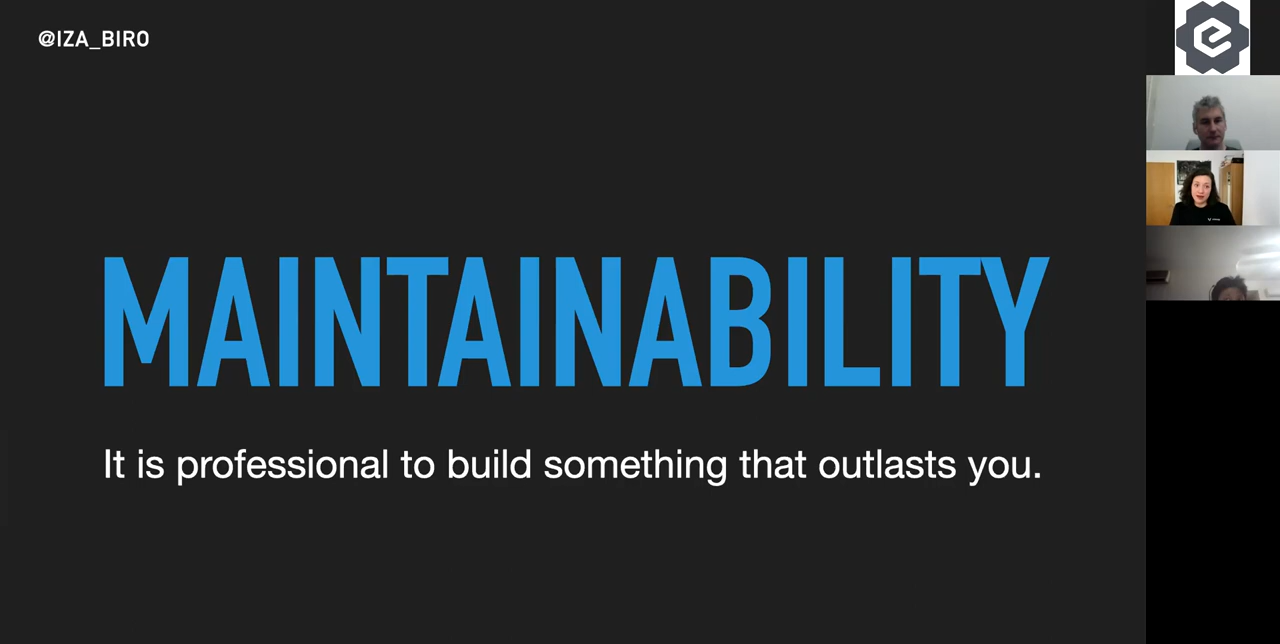 @IZA_BIRO
MAINTAINABILITY
It is professional to build something that outlasts you.